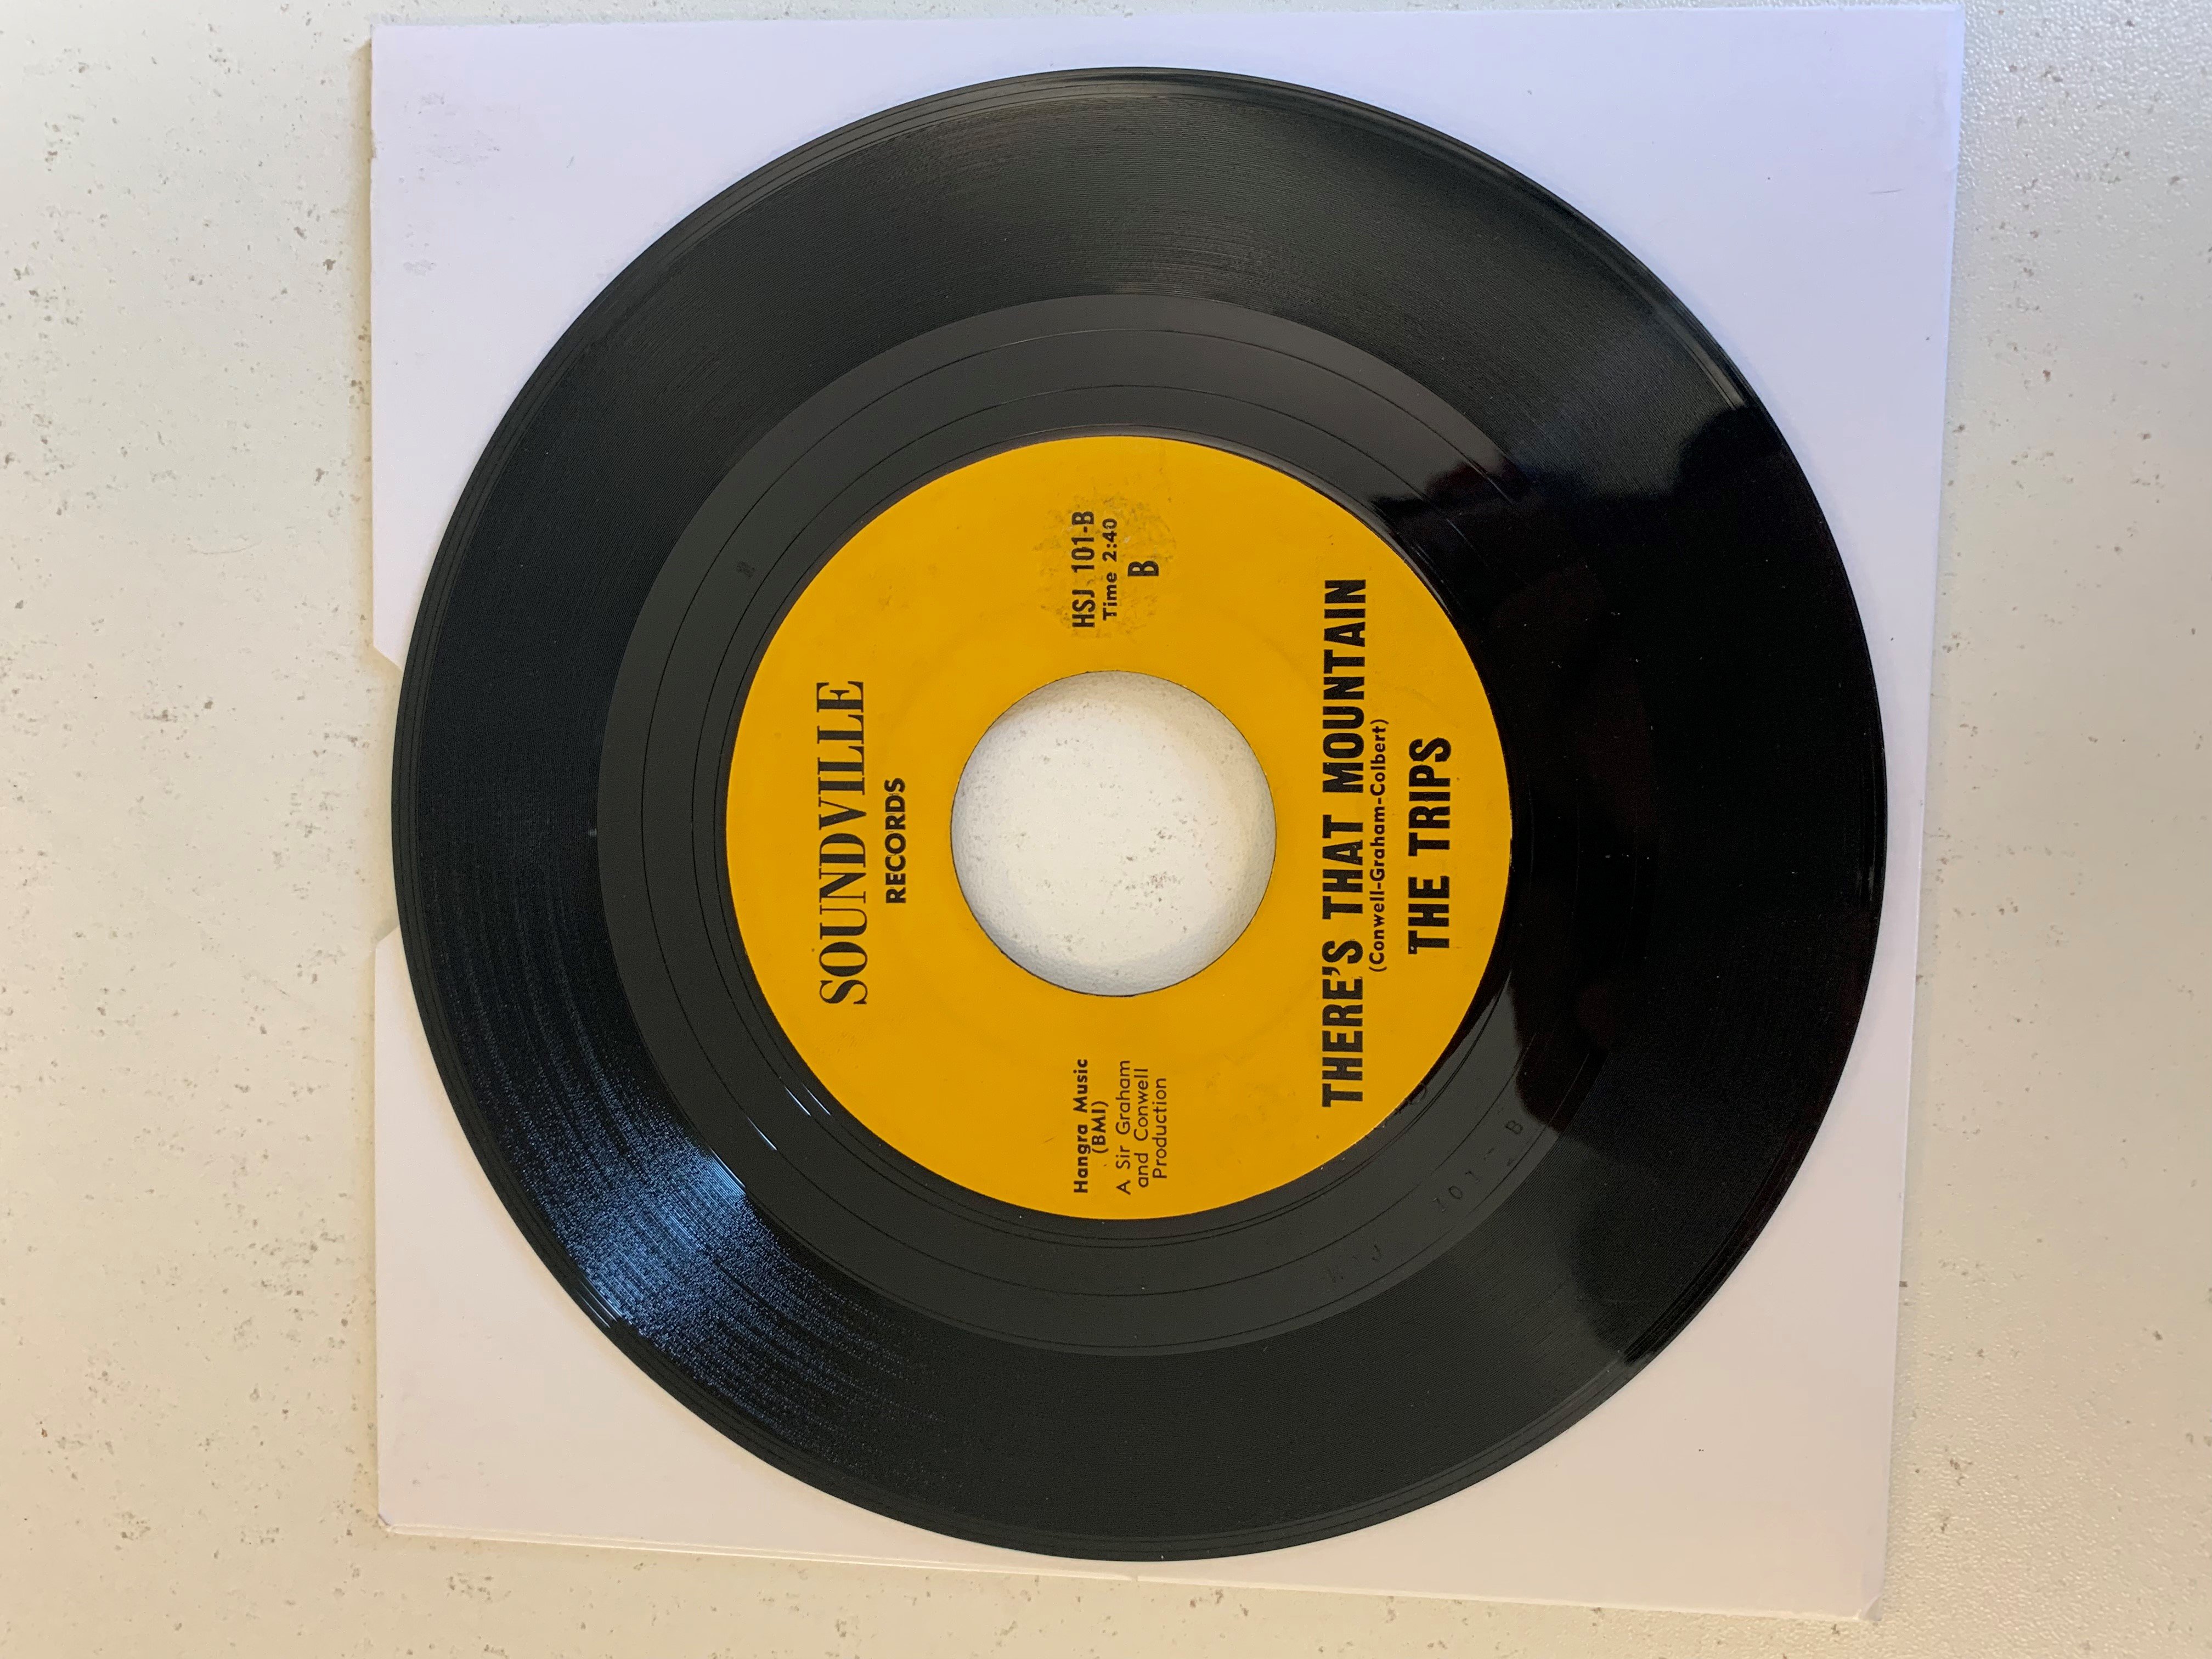 SOUNDVILLE
RECORDS
Hangra Music
(BMI)
A Sir Graham
and Conwell
Production
HSJ 101-B
Time 2:40
B
THERE'S THAT MOUNTAIN
(Conwell-Graham-Colbert)
THE TRIPS
101-B